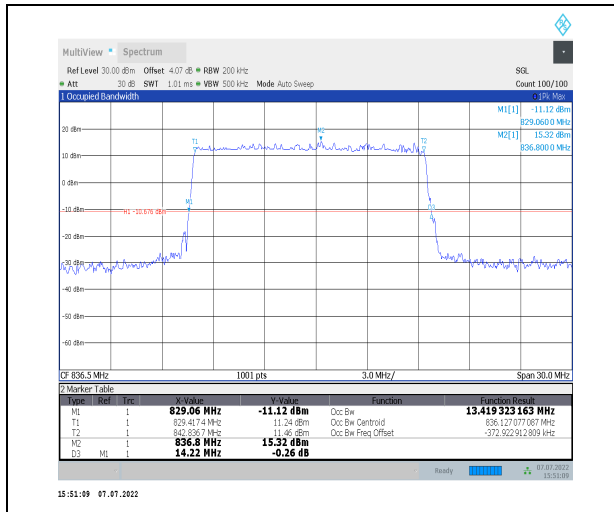 MultiView Spectrum
Ref Level 30.00 dBm Offset 4.07 dB RBW 200 kHz SGL
Att 30 dB SWT 1.01 ms VBW 500 kHz Mode Auto Sweep Count 100/100
1 Occupied Bandwidth 1Pk Max
M1[1] -11.12 dBm
829.0600 MHz
M2[1] 15.32 dBm
836.8000 MHz
20 dBm
M2
T1
T2
10 dBm
0 dBm
M1
-10 dBm
H1 -10.676 dBm
-20 dBm
-30 dBm
-40 dBm
-50 dBm
-60 dBm
CF 836.5 MHz 1001 pts 3.0 MHz/ Span 30.0 MHz
2 Marker Table
Type Ref Trc X-Value Y-Value Function Function Result
M1 1 829.06 MHz -11.12 dBm Occ Bw 13.419 323 163 MHz
T1 1 829.4174 MHz 11.24 dBm Occ Bw Centroid 836.127 077 087 MHz
T2 1 842.8367 MHz 11.46 dBm Occ Bw Freq Offset -372.922 912 809 kHz
M2 1 836.8 MHz 15.32 dBm
D3 M1 1 14.22 MHz -0.26 dB
Ready 07.07.2022
15:51:09
15:51:09 07.07.2022